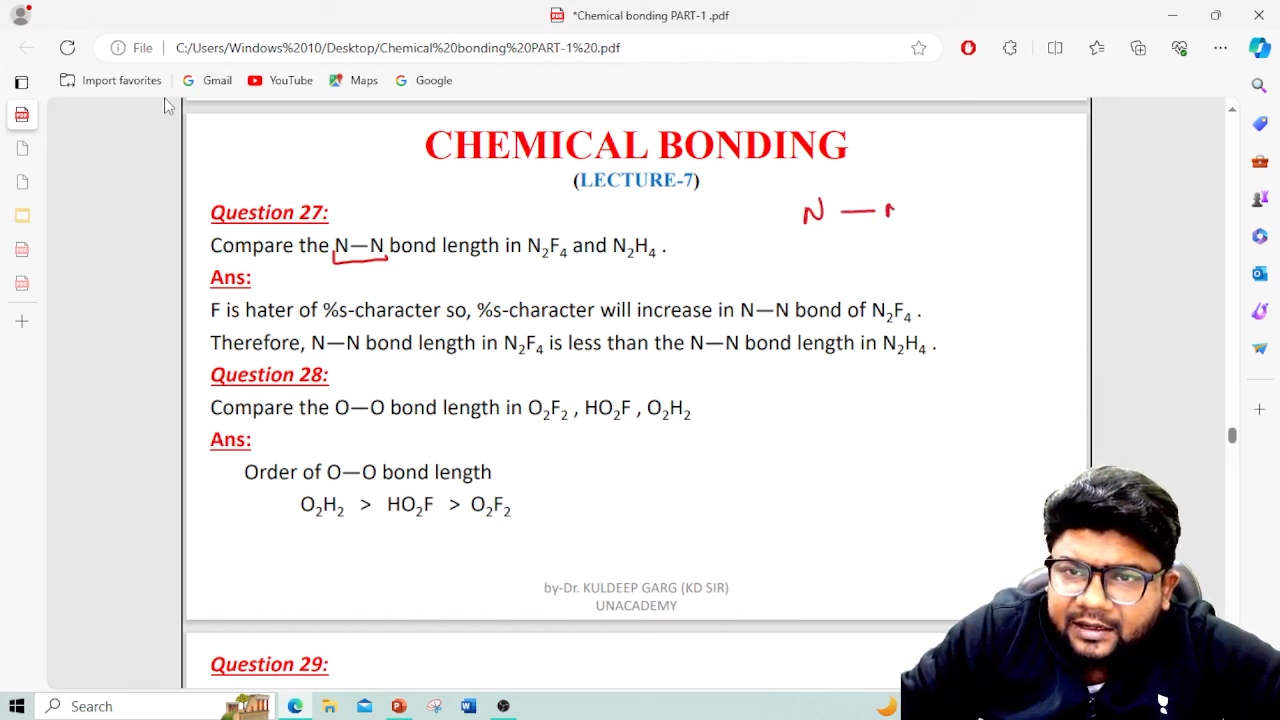 *Chemical bonding PART-1 .pdf
File
C:/Users/Windows%2010/Desktop/Chemical%20bonding%20PART-1%20.pdf
Import favorites
Gmail
YouTube
Maps
Google
CHEMICAL BONDING
(LECTURE-7)
Question 27:
N —
Compare the N—N bond length in N₂F₄ and N₂H₄ .
Ans:
F is hater of %s-character so, %s-character will increase in N—N bond of N₂F₄ .
Therefore, N—N bond length in N₂F₄ is less than the N—N bond length in N₂H₄ .
Question 28:
Compare the O—O bond length in O₂F₂ , HO₂F , O₂H₂
Ans:
Order of O—O bond length
O₂H₂ > HO₂F > O₂F₂
by-Dr. KULDEEP GARG (KD SIR)
UNACADEMY
Question 29:
Search